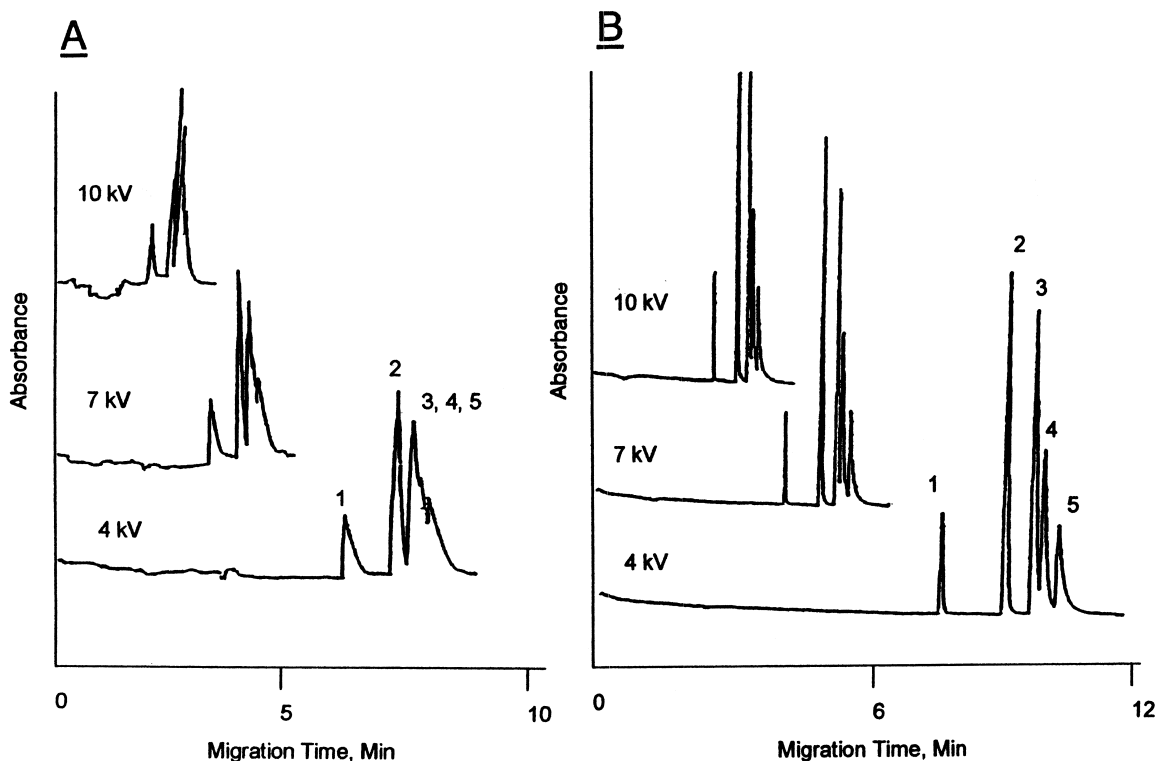 A
10 kV
7 kV
4 kV
1
2
3, 4, 5
Absorbance
0
5
10
Migration Time, Min
B
10 kV
7 kV
4 kV
1
2
3
4
5
Absorbance
0
6
12
Migration Time, Min